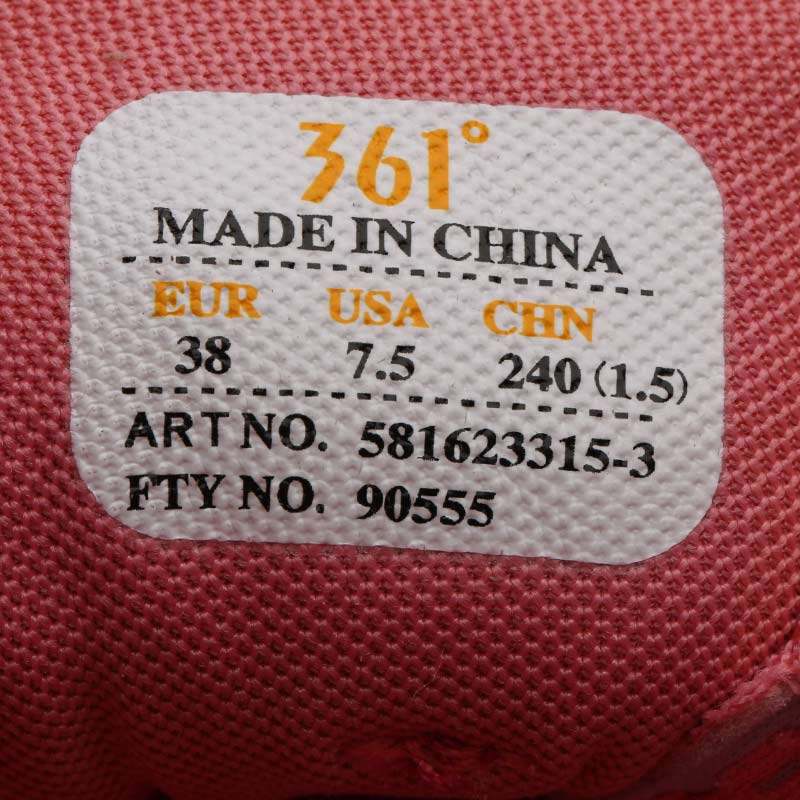 361°
MADE IN CHINA
EUR USA CHN
38 7.5 240 (1.5)
ART NO. 581623315-3
FTY NO. 90555